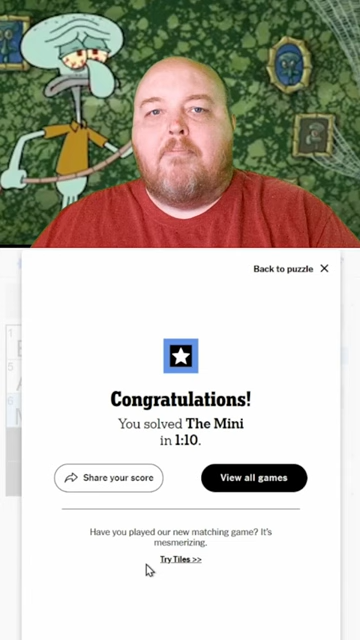 Back to puzzle
Congratulations!
You solved The Mini
in 1:10.
Share your score
View all games
Have you played our new matching game? It's
mesmerizing.
Try Tiles >>